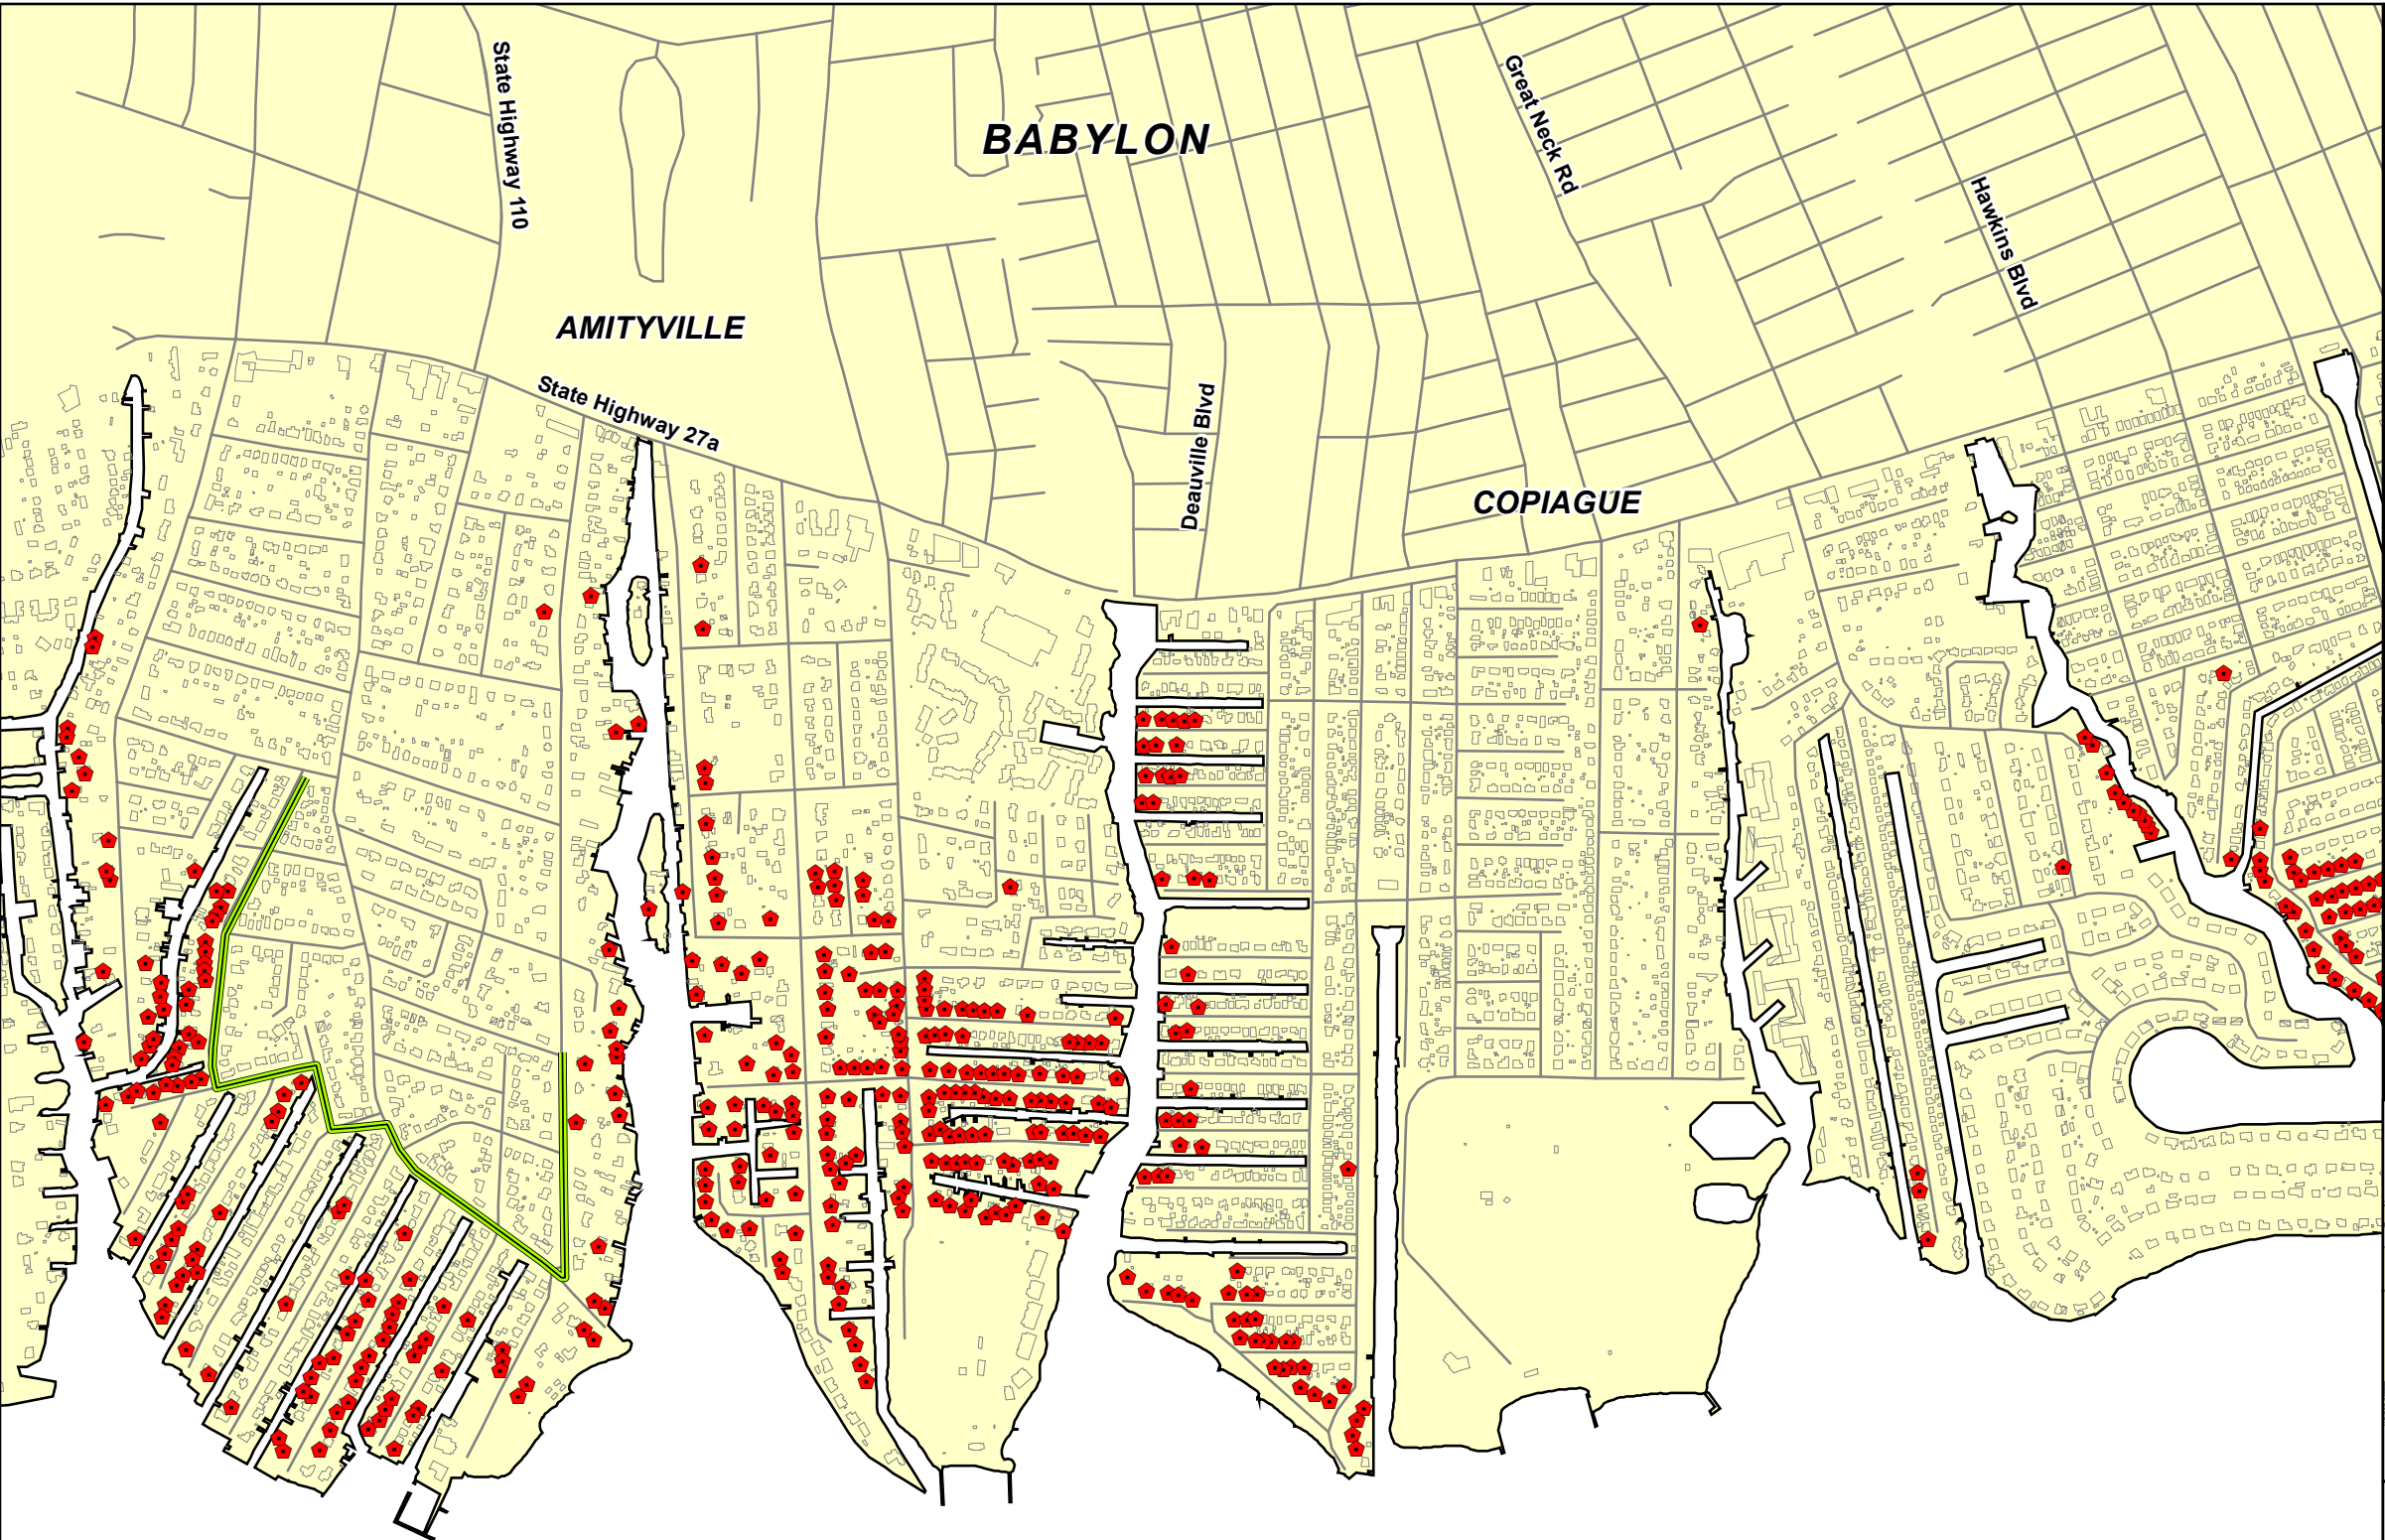 State Highway 110
Great Neck Rd
BABYLON
Hawkins Blvd
AMITYVILLE
State Highway 27a
Deauville Blvd
COPIAGUE